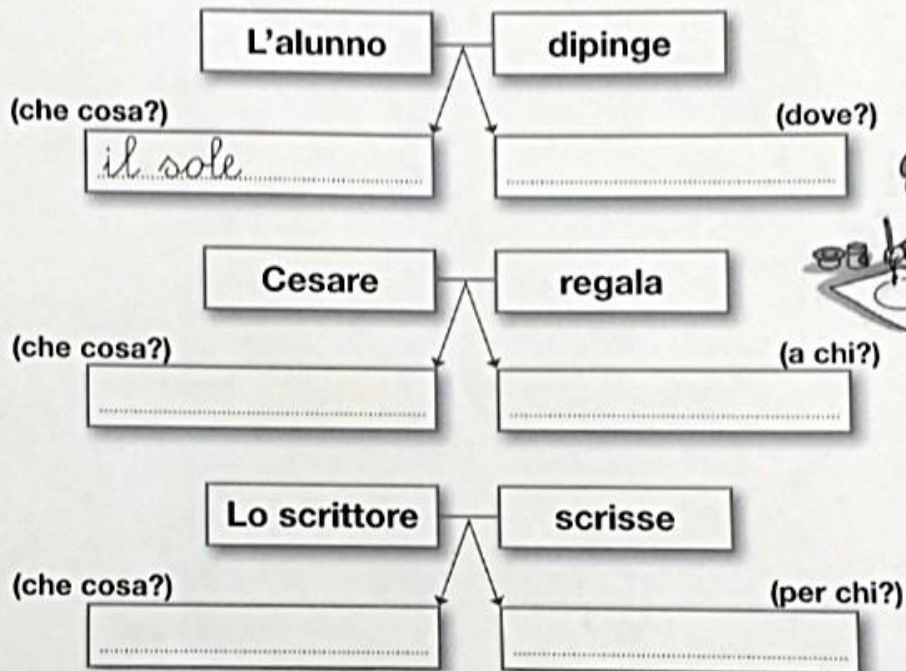 L'alunno dipinge
(che cosa?) (dove?)
il sole
Cesare regala
(che cosa?) (a chi?)
Lo scrittore scrisse
(che cosa?) (per chi?)